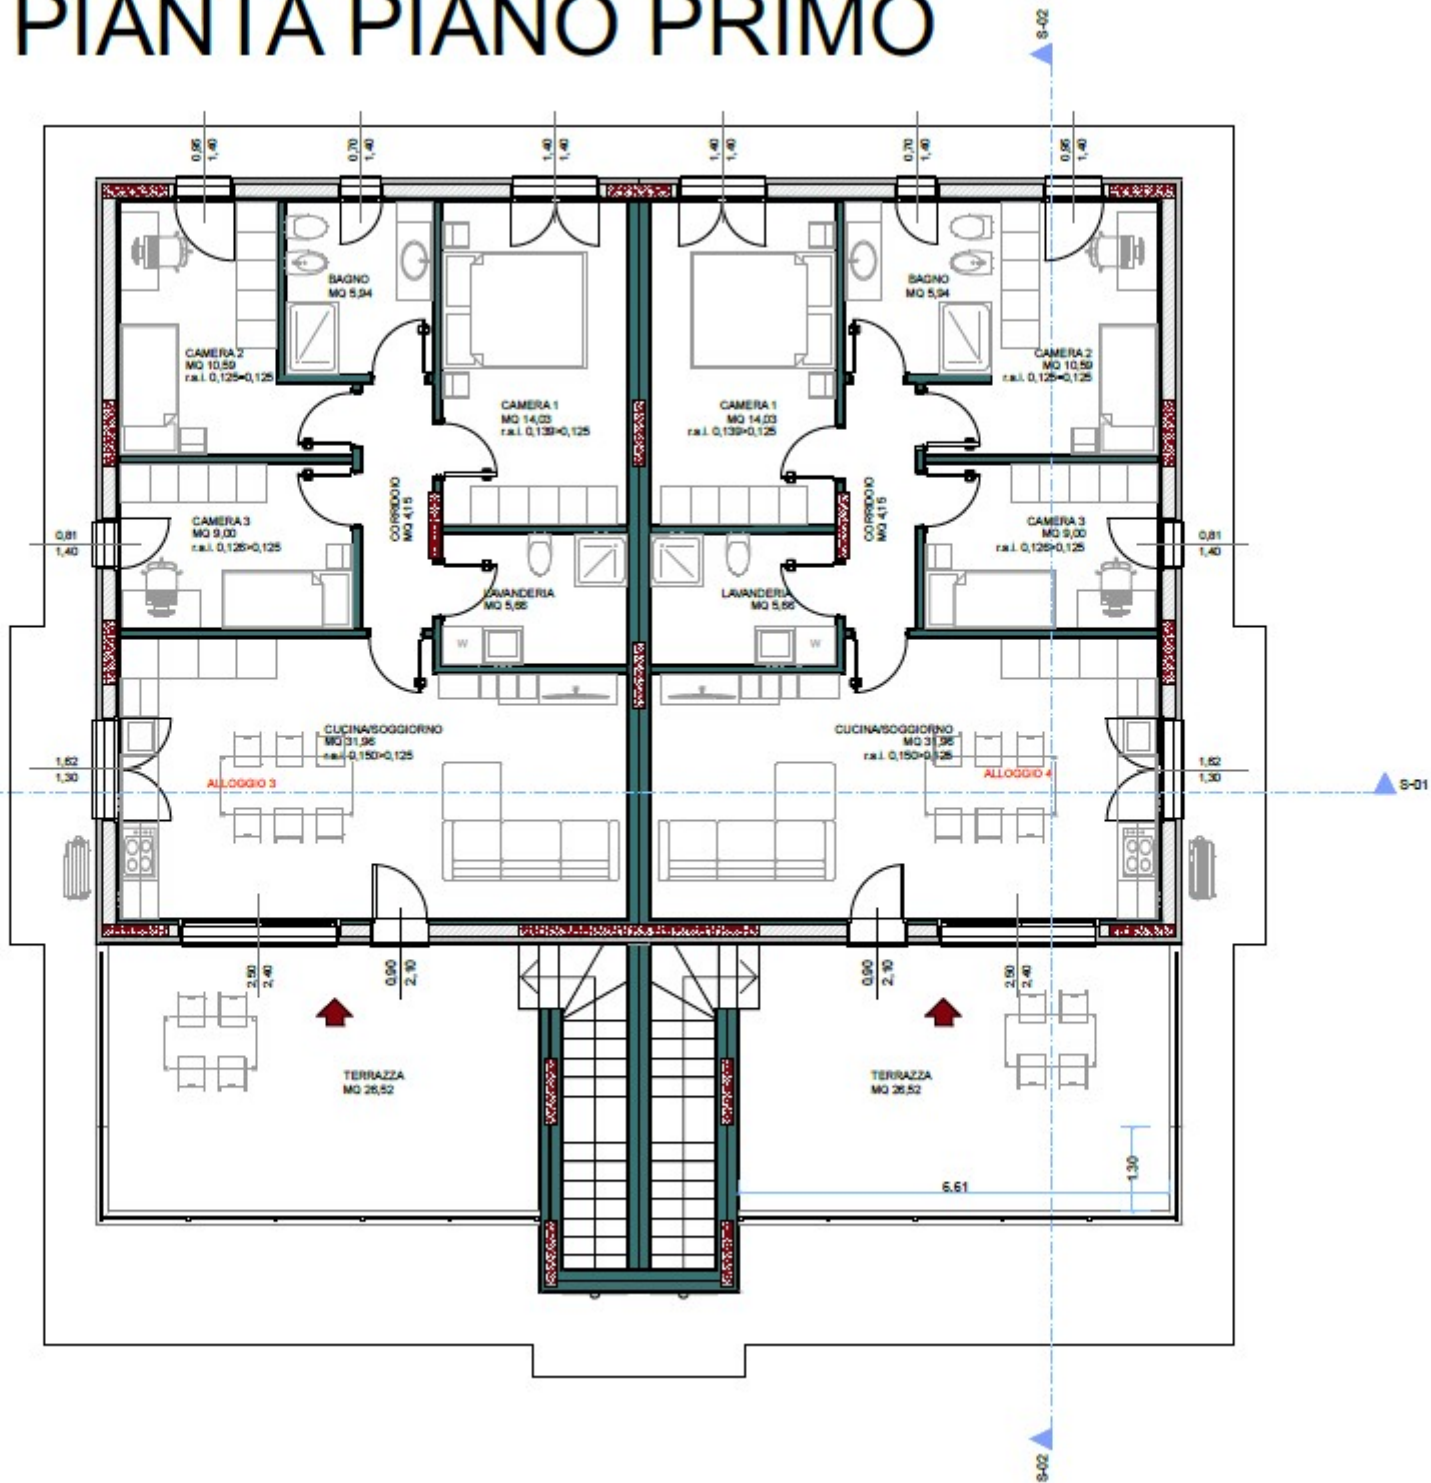 PIANTA PIANO PRIMO
S-02
0,95
1,40
0,70
1,40
1,40
1,40
1,40
1,40
0,70
1,40
0,95
1,40
BAGNO
MQ 5,94
BAGNO
MQ 5,94
CAMERA 2
MQ 10,59
r.a.i. 0,125=0,125
CAMERA 2
MQ 10,59
r.a.i. 0,125=0,125
CAMERA 1
MQ 14,03
r.a.i. 0,139>0,125
CAMERA 1
MQ 14,03
r.a.i. 0,139>0,125
CORRIDOIO
MQ 4,15
CORRIDOIO
MQ 4,15
CAMERA 3
MQ 9,00
r.a.i. 0,126>0,125
CAMERA 3
MQ 9,00
r.a.i. 0,126>0,125
0,81
1,40
0,81
1,40
LAVANDERIA
MQ 5,66
LAVANDERIA
MQ 5,66
W
W
CUCINA/SOGGIORNO
MQ 31,96
r.a.i. 0,150>0,125
CUCINA/SOGGIORNO
MQ 31,96
r.a.i. 0,150>0,125
ALLOGGIO 3
ALLOGGIO 4
1,62
1,30
1,62
1,30
S-01
2,50
2,40
0,90
2,10
0,90
2,10
2,50
2,40
TERRAZZA
MQ 26,52
TERRAZZA
MQ 26,52
1.30
6.61
S-02